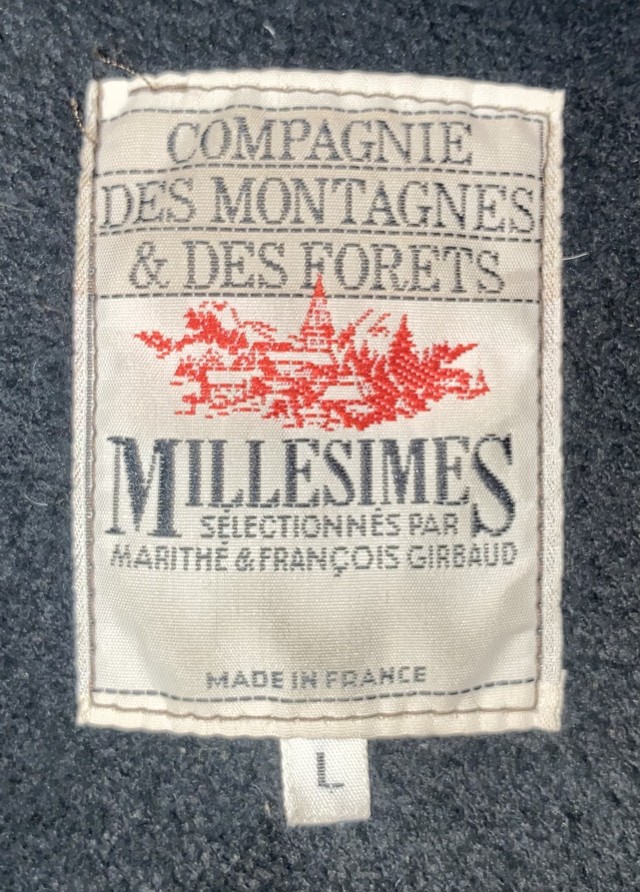 COMPAGNIE
DES MONTAGNES
& DES FORETS
MILLESIMES
SÉLECTIONNÉS PAR
MARITHÉ & FRANÇOIS GIRBAUD
MADE IN FRANCE
L